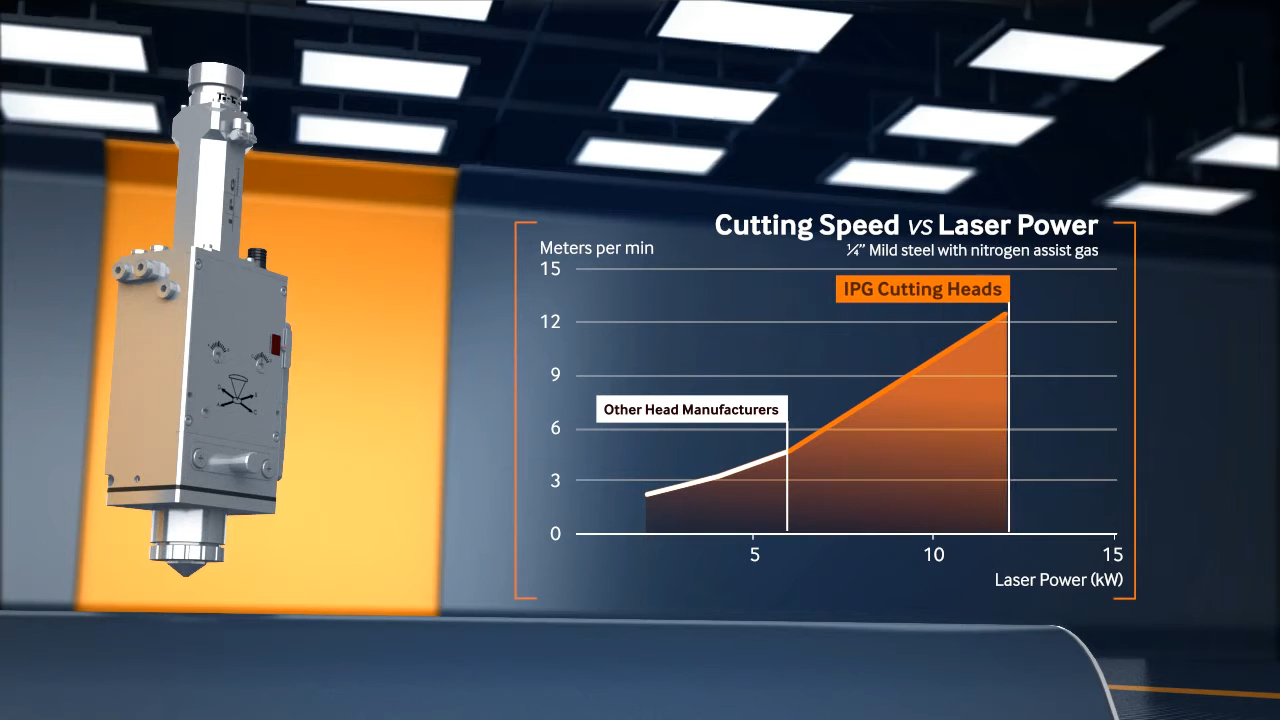 Cutting Speed vs Laser Power
¼” Mild steel with nitrogen assist gas
Meters per min
15
12
9
6
3
0
IPG Cutting Heads
Other Head Manufacturers
5
10
15
Laser Power (kW)